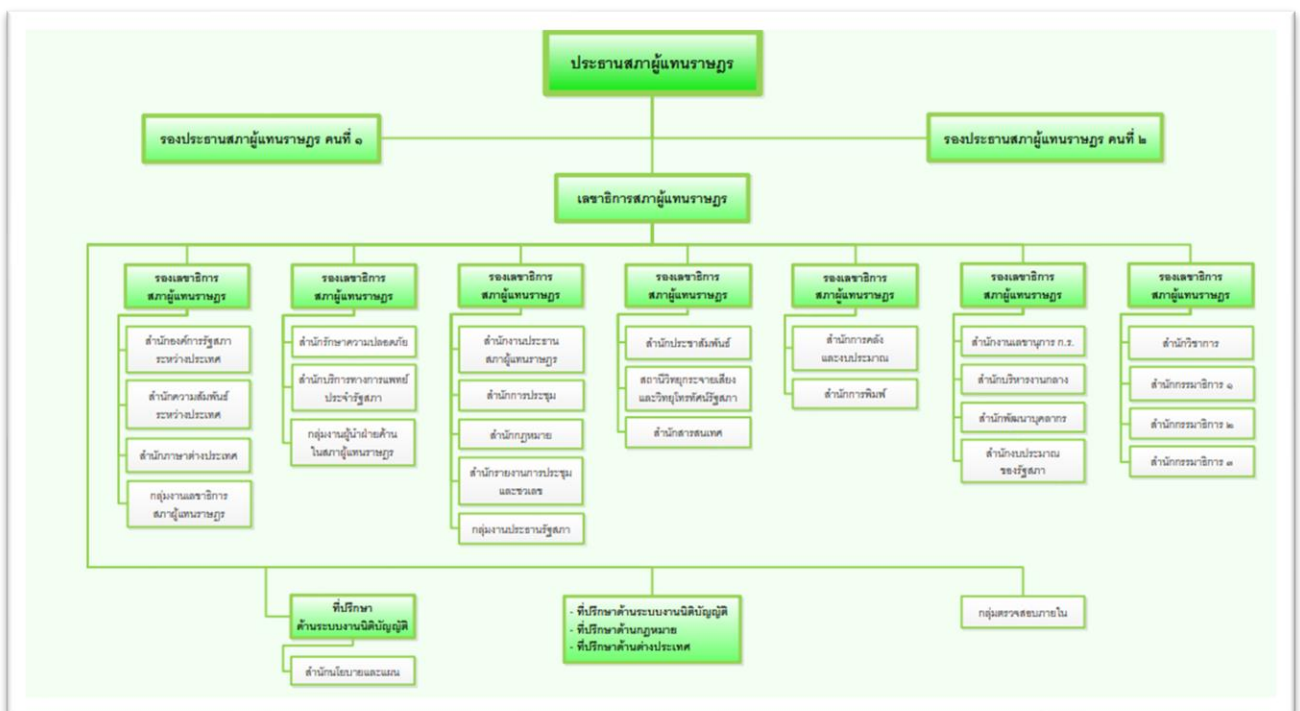 ประธานสภาผู้แทนราษฎร
รองประธานสภาผู้แทนราษฎร คนที่ ๑
รองประธานสภาผู้แทนราษฎร คนที่ ๒
เลขาธิการสภาผู้แทนราษฎร
รองเลขาธิการ
สภาผู้แทนราษฎร
สำนักองค์การรัฐสภา
ระหว่างประเทศ
สำนักความสัมพันธ์
ระหว่างประเทศ
สำนักภาษาต่างประเทศ
กลุ่มงานเลขาธิการ
สภาผู้แทนราษฎร
รองเลขาธิการ
สภาผู้แทนราษฎร
สำนักรักษาความปลอดภัย
สำนักบริการทางการแพทย์
ประจำรัฐสภา
กลุ่มงานผู้นำฝ่ายค้าน
ในสภาผู้แทนราษฎร
รองเลขาธิการ
สภาผู้แทนราษฎร
สำนักงานประธาน
สภาผู้แทนราษฎร
สำนักการประชุม
สำนักกฎหมาย
สำนักรายงานการประชุม
และชวเลข
กลุ่มงานประธานรัฐสภา
รองเลขาธิการ
สภาผู้แทนราษฎร
สำนักประชาสัมพันธ์
สถานีวิทยุกระจายเสียง
และวิทยุโทรทัศน์รัฐสภา
สำนักสารสนเทศ
รองเลขาธิการ
สภาผู้แทนราษฎร
สำนักการคลัง
และงบประมาณ
สำนักการพิมพ์
รองเลขาธิการ
สภาผู้แทนราษฎร
สำนักงานเลขานุการ ก.ร.
สำนักบริหารงานกลาง
สำนักพัฒนาบุคลากร
สำนักงบประมาณ
ของรัฐสภา
รองเลขาธิการ
สภาผู้แทนราษฎร
สำนักวิชาการ
สำนักกรรมาธิการ ๑
สำนักกรรมาธิการ ๒
สำนักกรรมาธิการ ๓
ที่ปรึกษา
ด้านระบบงานนิติบัญญัติ
สำนักนโยบายและแผน
- ที่ปรึกษาด้านระบบงานนิติบัญญัติ
- ที่ปรึกษาด้านกฎหมาย
- ที่ปรึกษาด้านต่างประเทศ
กลุ่มตรวจสอบภายใน